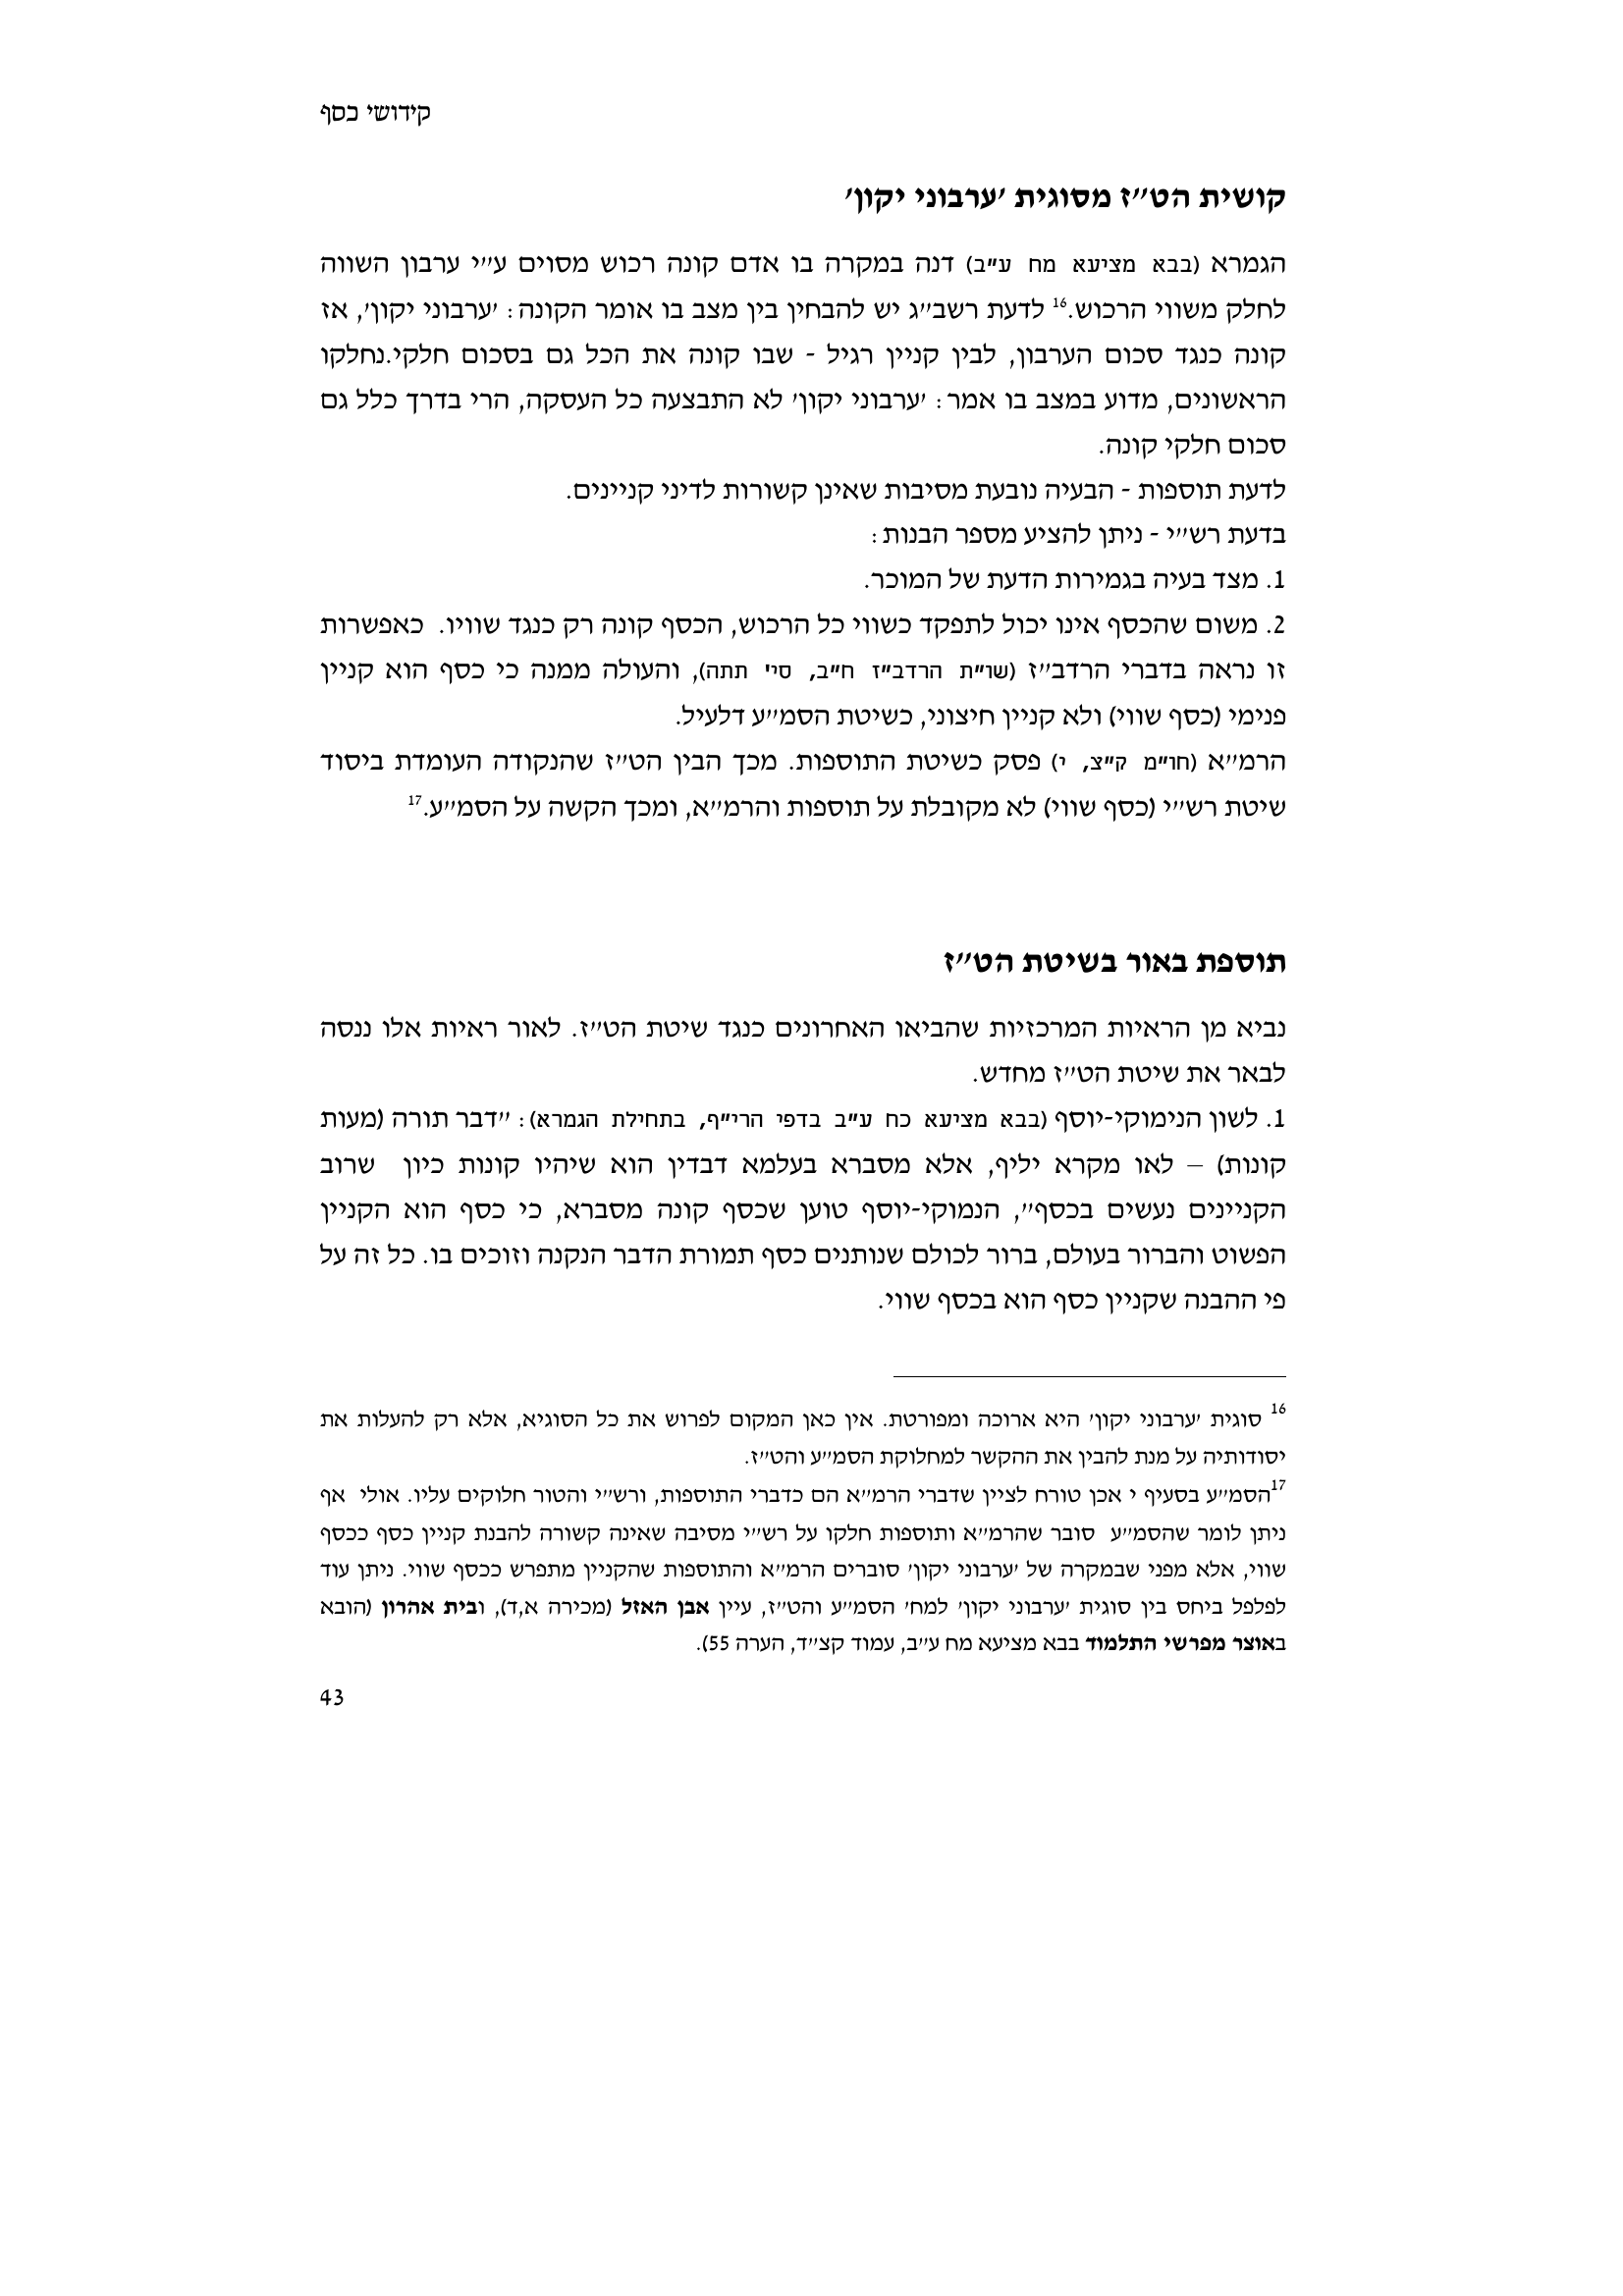 קידושי כסף
קושית הט״ז מסוגית ׳ערבוני יקון׳
הגמרא (בבא מציעא מח ע״ב) דנה במקרה בו אדם קונה רכוש מסוים ע״י ערבון השווה
לחלק משווי הרכוש.16 לדעת רשב״ג יש להבחין בין מצב בו אומר הקונה: ׳ערבוני יקון׳, אז
קונה כנגד סכום הערבון, לבין קניין רגיל - שבו קונה את הכל גם בסכום חלקי.נחלקו
הראשונים, מדוע במצב בו אמר: ׳ערבוני יקון׳ לא התבצעה כל העסקה, הרי בדרך כלל גם
סכום חלקי קונה.
לדעת תוספות - הבעיה נובעת מסיבות שאינן קשורות לדיני קניינים.
בדעת רש״י - ניתן להציע מספר הבנות:
1. מצד בעיה בגמירות הדעת של המוכר.
2. משום שהכסף אינו יכול לתפקד כשווי כל הרכוש, הכסף קונה רק כנגד שוויו. כאפשרות
זו נראה בדברי הרדב״ז (שו״ת הרדב״ז ח״ב, סי׳ תתה), והעולה ממנה כי כסף הוא קניין
פנימי (כסף שווי) ולא קניין חיצוני, כשיטת הסמ״ע דלעיל.
הרמ״א (חו״מ ק״צ, י) פסק כשיטת התוספות. מכך הבין הט״ז שהנקודה העומדת ביסוד
שיטת רש״י (כסף שווי) לא מקובלת על תוספות והרמ״א, ומכך הקשה על הסמ״ע.17
תוספת באור בשיטת הט״ז
נביא מן הראיות המרכזיות שהביאו האחרונים כנגד שיטת הט״ז. לאור ראיות אלו ננסה
לבאר את שיטת הט״ז מחדש.
1. לשון הנימוקי-יוסף (בבא מציעא כח ע״ב בדפי הרי״ף, בתחילת הגמרא): ״דבר תורה (מעות
קונות) – לאו מקרא יליף, אלא מסברא בעלמא דבדין הוא שיהיו קונות כיון שרוב
הקניינים נעשים בכסף״, הנמוקי-יוסף טוען שכסף קונה מסברא, כי כסף הוא הקניין
הפשוט והברור בעולם, ברור לכולם שנותנים כסף תמורת הדבר הנקנה וזוכים בו. כל זה על
פי ההבנה שקניין כסף הוא בכסף שווי.
16 סוגית ׳ערבוני יקון׳ היא ארוכה ומפורטת. אין כאן המקום לפרוש את כל הסוגיא, אלא רק להעלות את
יסודותיה על מנת להבין את ההקשר למחלוקת הסמ״ע והט״ז.
17הסמ״ע בסעיף י אכן טורח לציין שדברי הרמ״א הם כדברי התוספות, ורש״י והטור חלוקים עליו. אולי אף
ניתן לומר שהסמ״ע סובר שהרמ״א ותוספות חלקו על רש״י מסיבה שאינה קשורה להבנת קניין כסף ככסף
שווי, אלא מפני שבמקרה של ׳ערבוני יקון׳ סוברים הרמ״א והתוספות שהקניין מתפרש ככסף שווי. ניתן עוד
לפלפל ביחס בין סוגית ׳ערבוני יקון׳ למח׳ הסמ״ע והט״ז, עיין אבן האזל (מכירה א,ד), ובית אהרון (הובא
באוצר מפרשי התלמוד בבא מציעא מח ע״ב, עמוד קצ״ד, הערה 55).
43